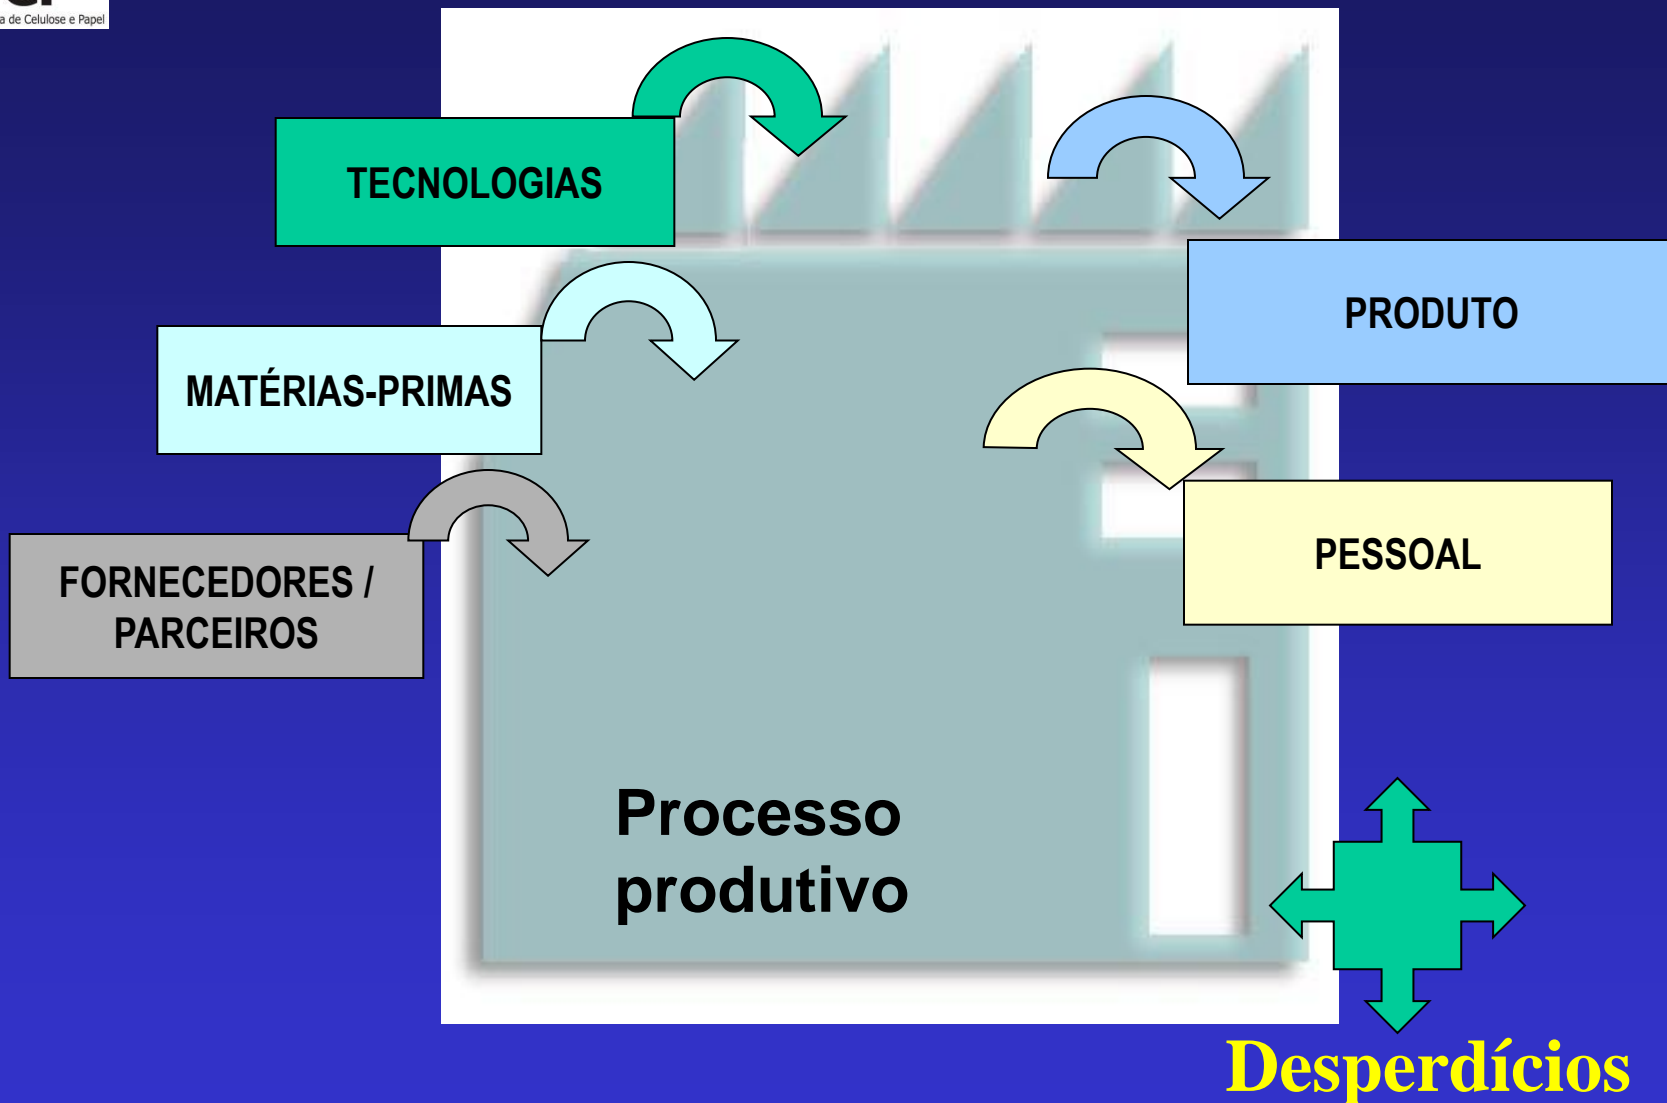 de Celulose e Papel
TECNOLOGIAS
PRODUTO
MATÉRIAS-PRIMAS
PESSOAL
FORNECEDORES /
PARCEIROS
Processo
produtivo
Desperdícios